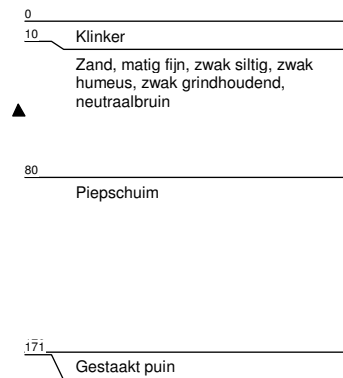 0
10
Klinker
Zand, matig fijn, zwak siltig, zwak
humeus, zwak grindhoudend,
neutraalbruin
80
Piepschuim
171
Gestaakt puin